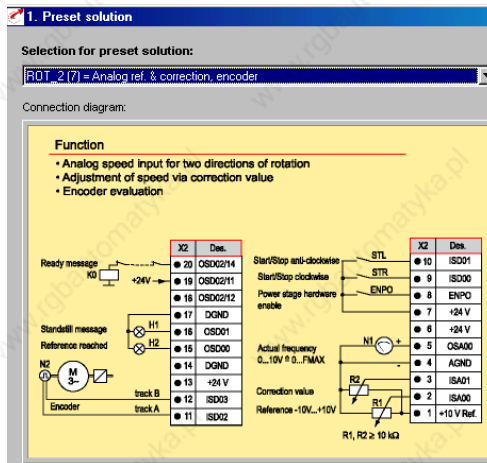 1. Preset solution
Selection for preset solution:
ROT_2 (7) = Analog ref. & correction, encoder
Connection diagram:
Function
• Analog speed input for two directions of rotation
• Adjustment of speed via correction value
• Encoder evaluation
X2 Des.
Ready message 20 OSD02/14
K0 +24V 19 OSD02/11
18 OSD02/12
17 DGND
Standstill message H1 16 OSD01
Reference reached H2 15 OSD00
N2 14 DGND
M 3~ 13 +24 V
track B 12 ISD03
Encoder track A 11 ISD02
X2 Des.
Start/Stop anti-clockwise STL 10 ISD01
Start/Stop clockwise STR 9 ISD00
Power stage hardware enable ENPO 8 ENPO
7 +24 V
6 +24 V
Actual frequency N1 + 5 OSA00
0...10V ≙ 0...FMAX - 4 AGND
R2 3 ISA01
Correction value 2 ISA00
Reference -10V...+10V R1 1 +10 V Ref.
R1, R2 ≥ 10 kΩ
www.rgbautomatyka.pl